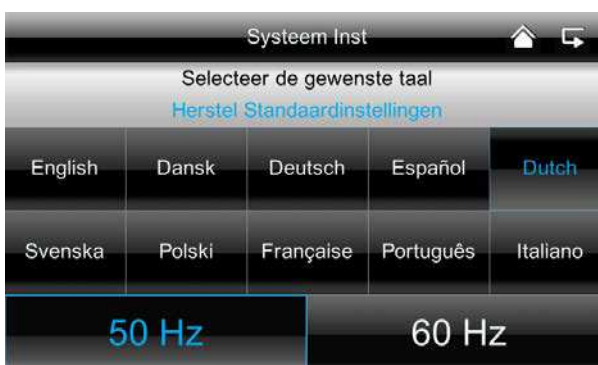 Systeem Inst
Selecteer de gewenste taal
Herstel Standaardinstellingen
English Dansk Deutsch Español Dutch
Svenska Polski Française Português Italiano
50 Hz 60 Hz